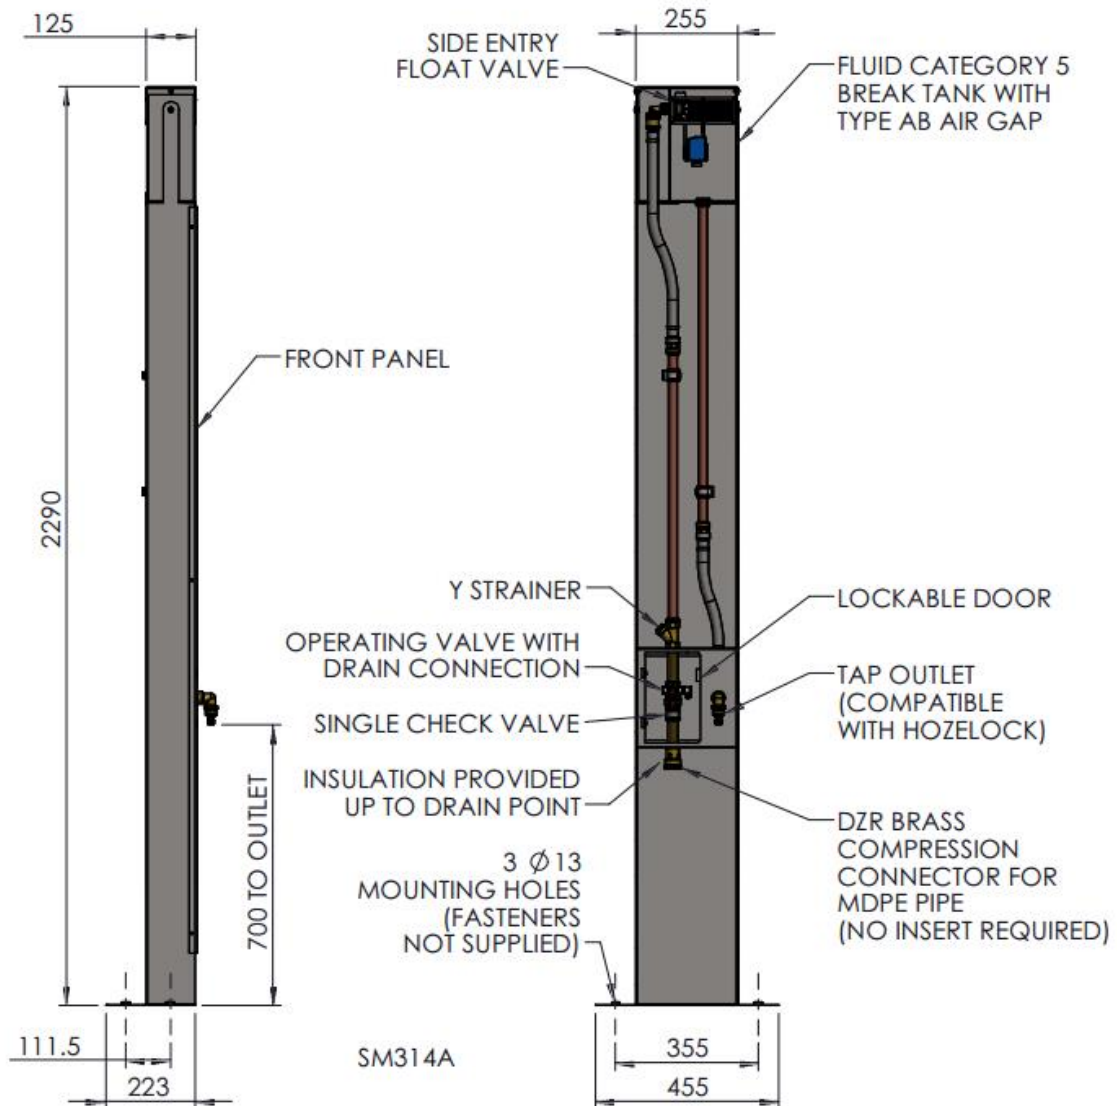 125
255
SIDE ENTRY
FLOAT VALVE
FLUID CATEGORY 5
BREAK TANK WITH
TYPE AB AIR GAP
FRONT PANEL
2290
Y STRAINER
LOCKABLE DOOR
OPERATING VALVE WITH
DRAIN CONNECTION
TAP OUTLET
(COMPATIBLE
WITH HOZELOCK)
SINGLE CHECK VALVE
INSULATION PROVIDED
UP TO DRAIN POINT
700 TO OUTLET
DZR BRASS
COMPRESSION
CONNECTOR FOR
MDPE PIPE
(NO INSERT REQUIRED)
3 Ø13
MOUNTING HOLES
(FASTENERS
NOT SUPPLIED)
111.5
223
SM314A
355
455